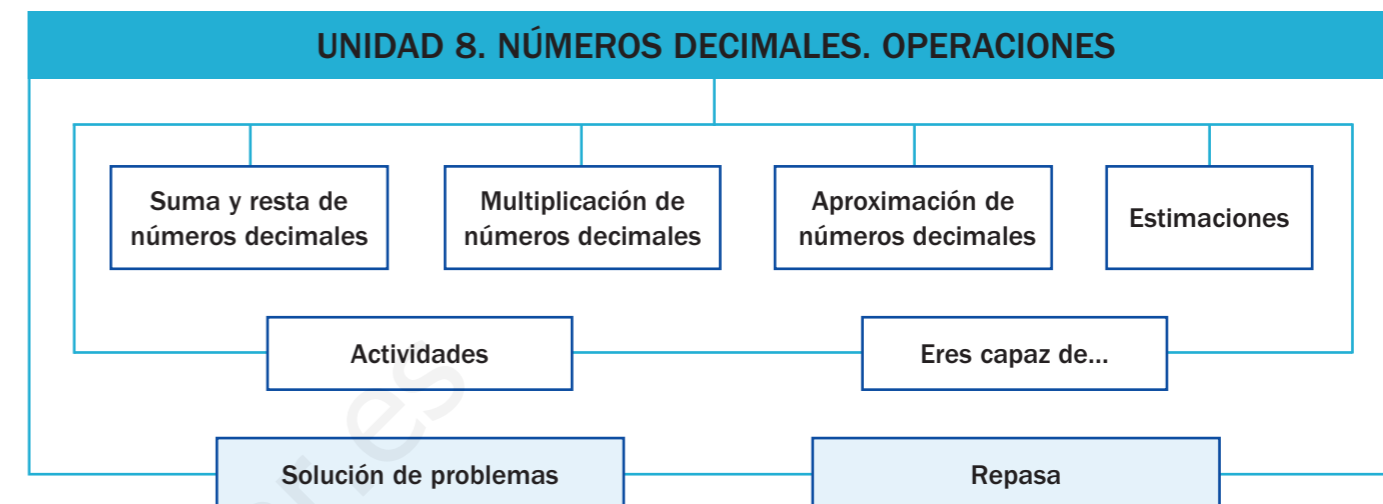 UNIDAD 8. NÚMEROS DECIMALES. OPERACIONES
Suma y resta de
números decimales
Multiplicación de
números decimales
Aproximación de
números decimales
Estimaciones
Actividades
Eres capaz de...
Solución de problemas
Repasa